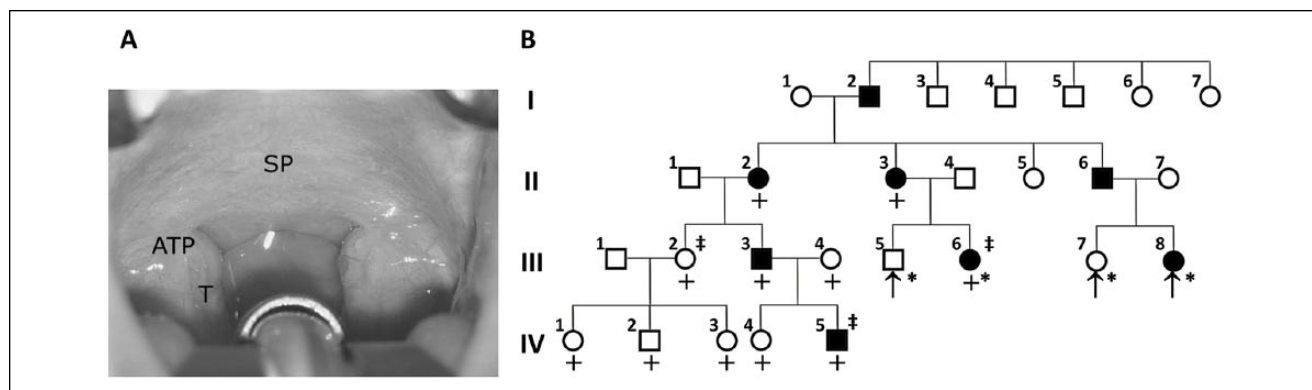 A
SP
ATP
T
B
I 1 2 3 4 5 6 7
II 1 2 3 4 5 6 7
+ +
III 1 2 ‡ 3 4 5 6 ‡ 7 8
+ + + * + * * *
IV 1 2 3 4 5 ‡
+ + + + +